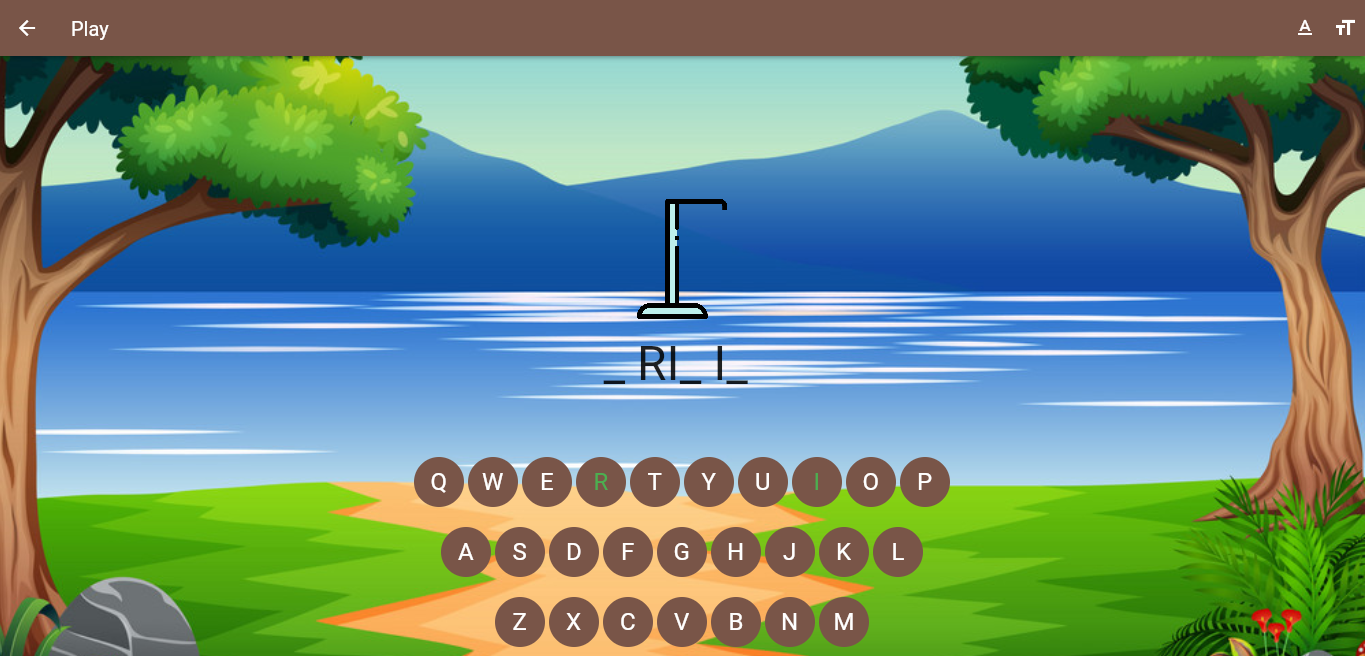 Play
_ RI_ I_
Q W E R T Y U I O P
A S D F G H J K L
Z X C V B N M